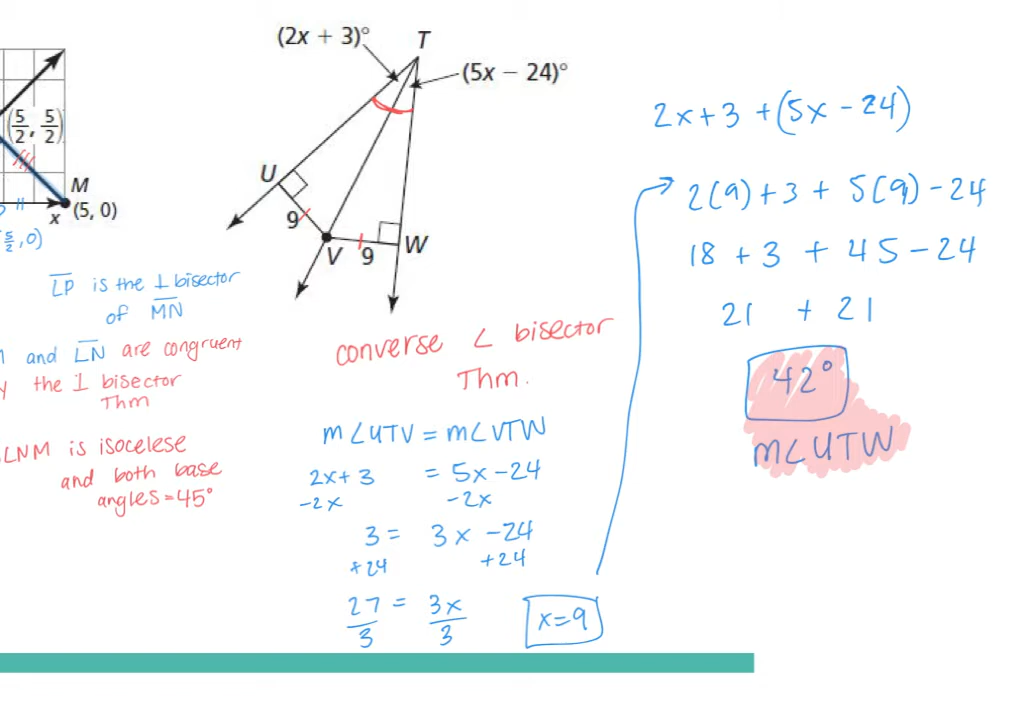 (5/2, 5/2)
M
x (5, 0)
5/2, 0)
LP is the ⊥ bisector
of MN
and LN are congruent
the ⊥ bisector
Thm
LNM is isocelese
and both base
angles = 45°
(2x + 3)°
T
(5x − 24)°
U
9
V
9
W
converse ∠ bisector
Thm.
m∠UTV = m∠VTW
2x+3 = 5x−24
−2x −2x
3 = 3x −24
+24 +24
27/3 = 3x/3
x=9
2x+3 +(5x −24)
2(9)+3 + 5(9)−24
18 + 3 + 45−24
21 + 21
42°
m∠UTW